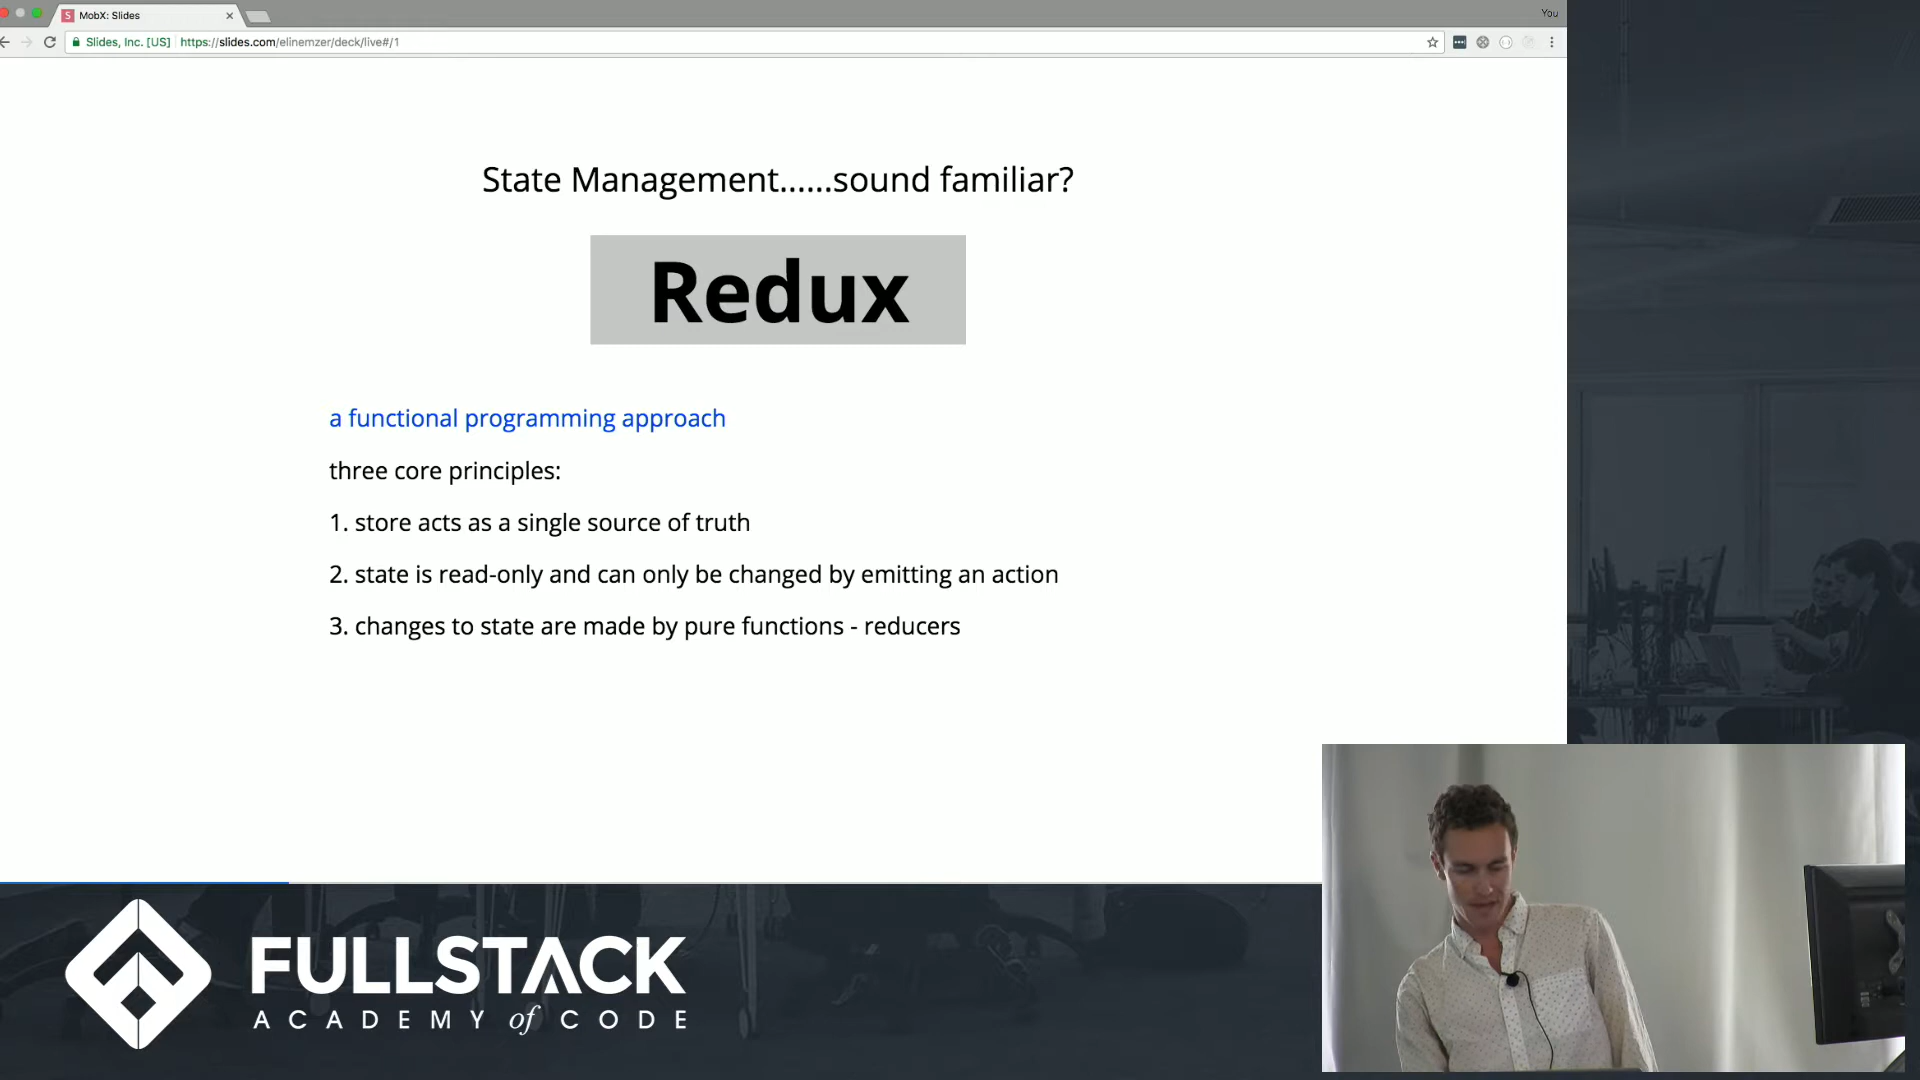 MobX: Slides
You
Slides, Inc. [US] https://slides.com/elinemzer/deck/live#/1
State Management......sound familiar?
Redux
a functional programming approach
three core principles:
1. store acts as a single source of truth
2. state is read-only and can only be changed by emitting an action
3. changes to state are made by pure functions - reducers
FULLSTACK
ACADEMY of CODE